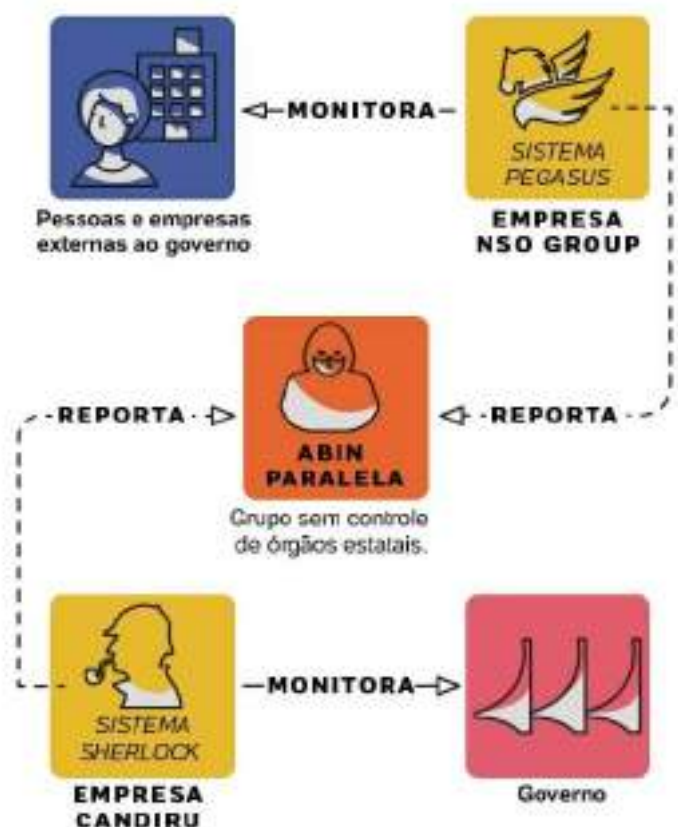 MONITORA
SISTEMA
PEGASUS
Pessoas e empresas
externas ao governo
EMPRESA
NSO GROUP
REPORTA
REPORTA
ABIN
PARALELA
Grupo sem controle
de órgãos estatais.
MONITORA
SISTEMA
SHERLOCK
EMPRESA
CANDIRU
Governo